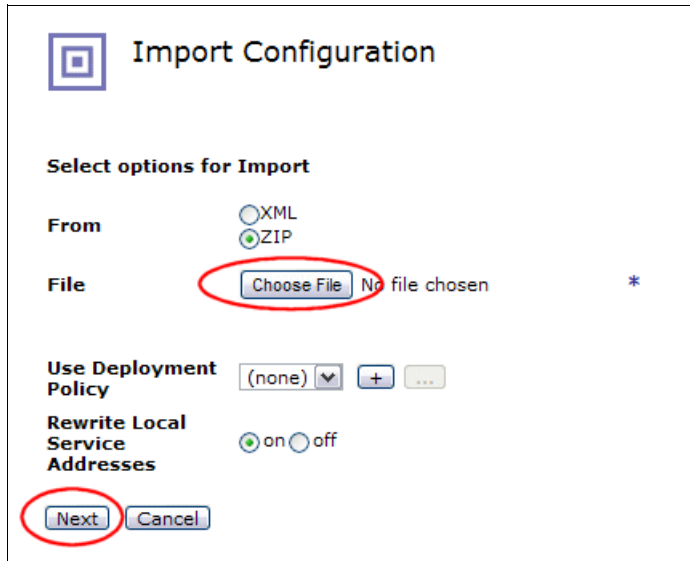 Import Configuration
Select options for Import
From
XML
ZIP
File
Choose File No file chosen *
Use Deployment
Policy
(none) + ...
Rewrite Local
Service
Addresses
on off
Next Cancel